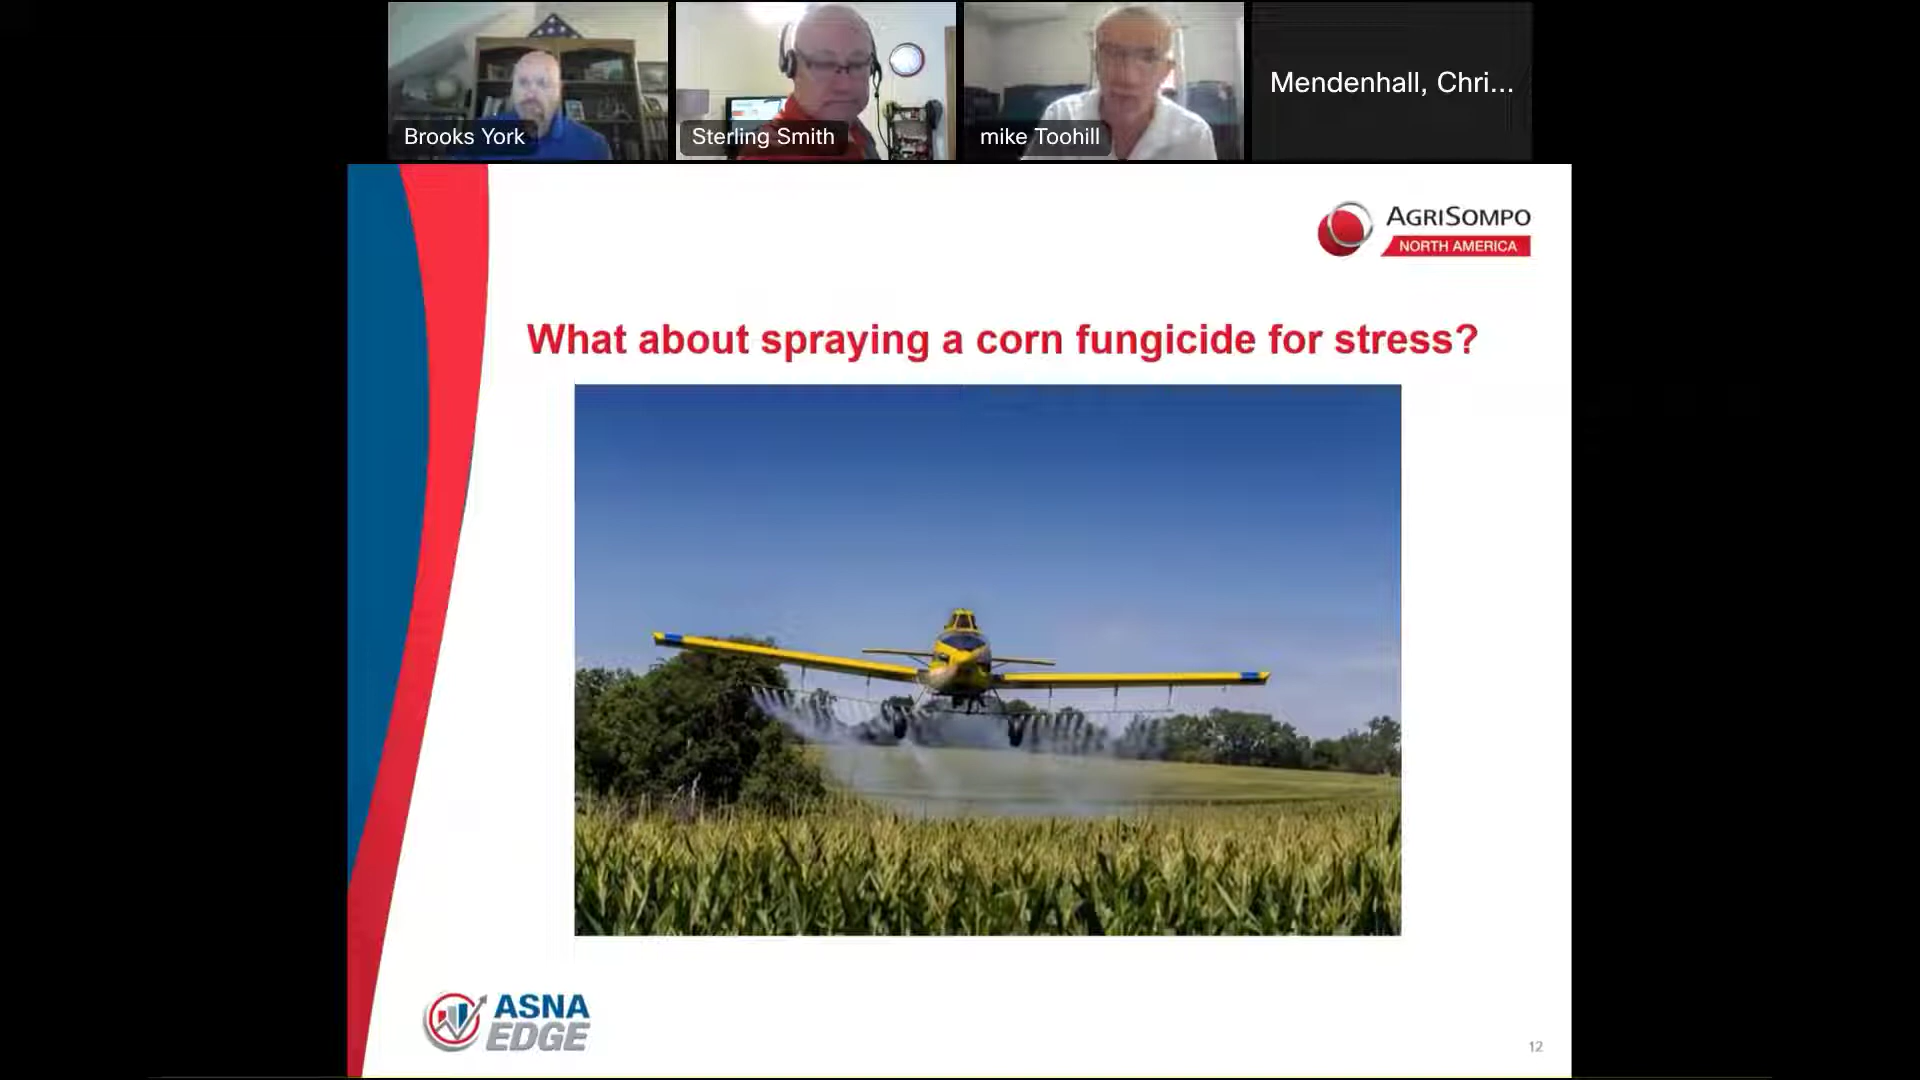 Brooks York
Sterling Smith
mike Toohill
Mendenhall, Chri...
AGRISOMPO
NORTH AMERICA
What about spraying a corn fungicide for stress?
ASNA
EDGE
12